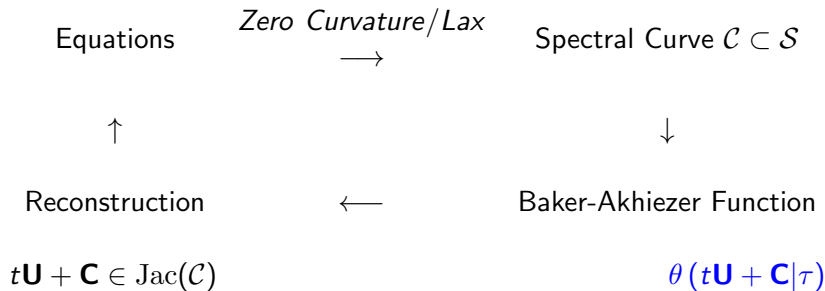 Zero Curvature/Lax
Equations ⟶ Spectral Curve 𝒞 ⊂ 𝒮
↑ ↓
Reconstruction ⟵ Baker-Akhiezer Function
t𝐔 + 𝐂 ∈ Jac(𝒞) θ (t𝐔 + 𝐂|τ)